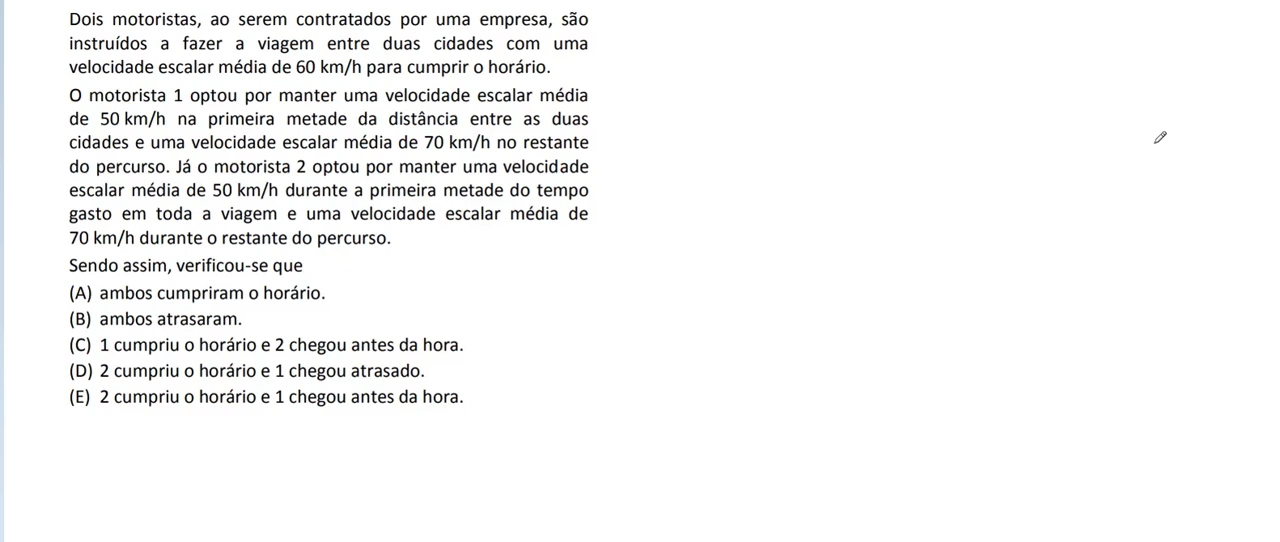 Dois motoristas, ao serem contratados por uma empresa, são
instruídos a fazer a viagem entre duas cidades com uma
velocidade escalar média de 60 km/h para cumprir o horário.
O motorista 1 optou por manter uma velocidade escalar média
de 50 km/h na primeira metade da distância entre as duas
cidades e uma velocidade escalar média de 70 km/h no restante
do percurso. Já o motorista 2 optou por manter uma velocidade
escalar média de 50 km/h durante a primeira metade do tempo
gasto em toda a viagem e uma velocidade escalar média de
70 km/h durante o restante do percurso.
Sendo assim, verificou-se que
(A) ambos cumpriram o horário.
(B) ambos atrasaram.
(C) 1 cumpriu o horário e 2 chegou antes da hora.
(D) 2 cumpriu o horário e 1 chegou atrasado.
(E) 2 cumpriu o horário e 1 chegou antes da hora.